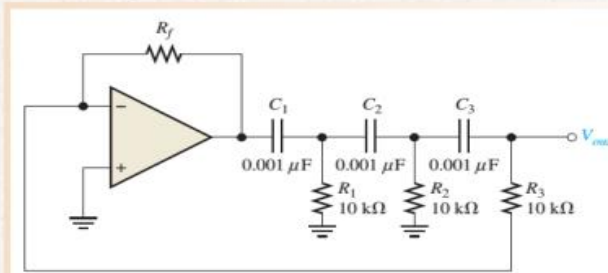 R_f
C_1 C_2 C_3
− + V_out
0.001 μF 0.001 μF 0.001 μF
R_1 R_2 R_3
10 kΩ 10 kΩ 10 kΩ